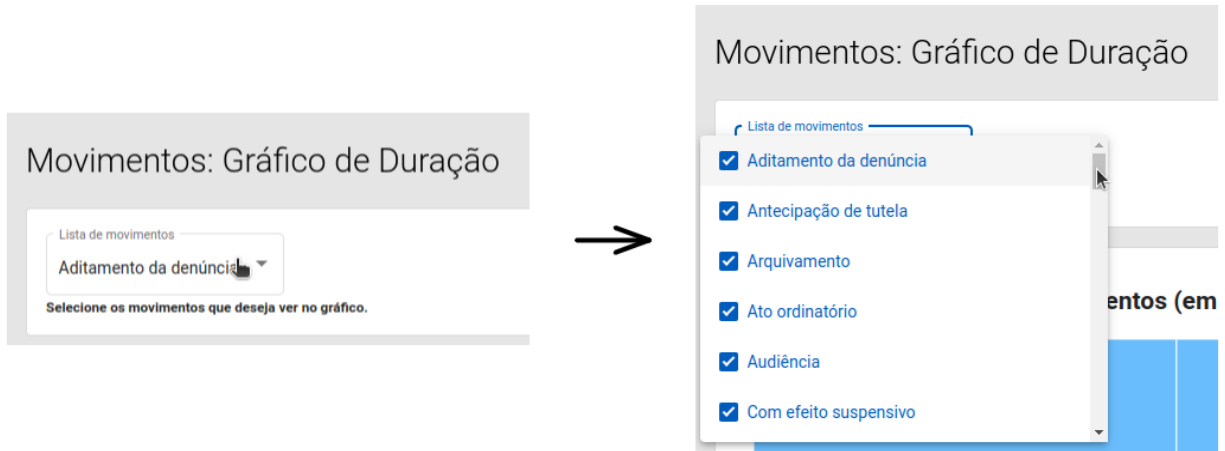 Movimentos: Gráfico de Duração
Lista de movimentos
Aditamento da denúncia
Selecione os movimentos que deseja ver no gráfico.
Movimentos: Gráfico de Duração
Lista de movimentos
Aditamento da denúncia
Antecipação de tutela
Arquivamento
Ato ordinatório
Audiência
Com efeito suspensivo
entos (em